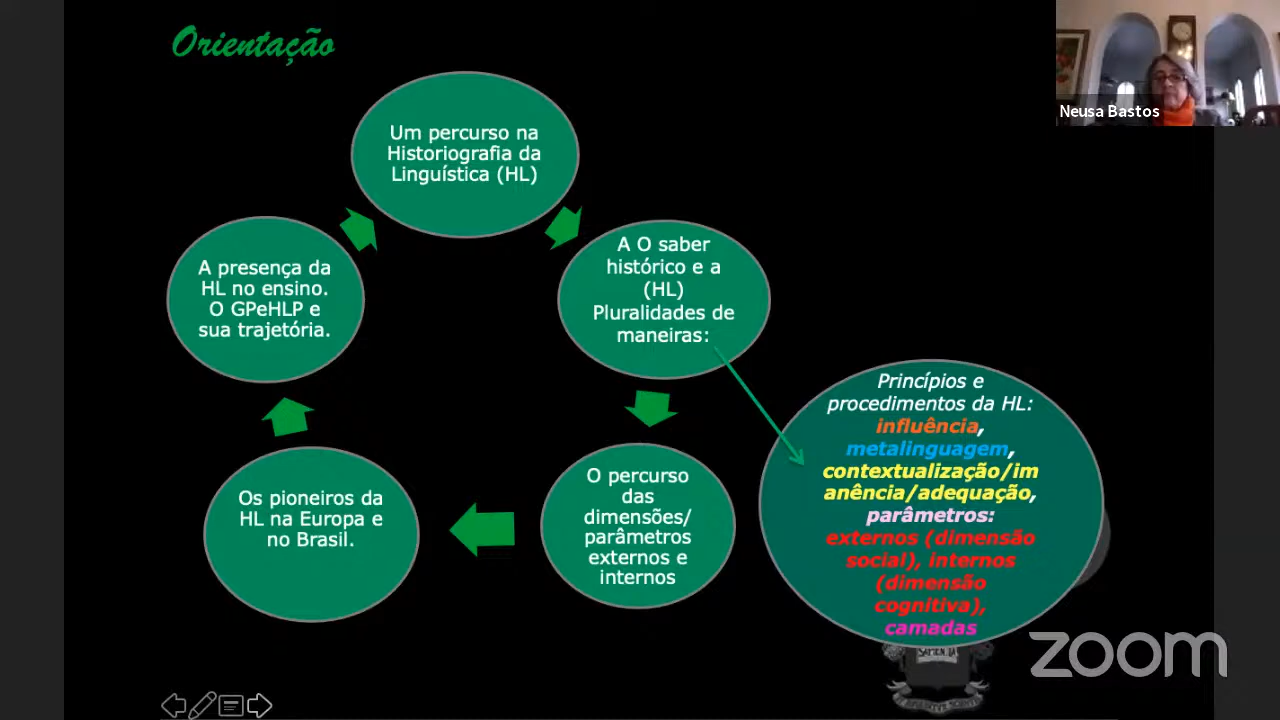 Orientação
Neusa Bastos
Um percurso na
Historiografia da
Linguística (HL)
A O saber
histórico e a
(HL)
Pluralidades de
maneiras:
A presença da
HL no ensino.
O GPeHLP e
sua trajetória.
Princípios e
procedimentos da HL:
influência,
metalinguagem,
contextualização/im
anência/adequação,
parâmetros:
externos (dimensão
social), internos
(dimensão
cognitiva),
camadas
O percurso
das
dimensões/
parâmetros
externos e
internos
Os pioneiros da
HL na Europa e
no Brasil.
zoom